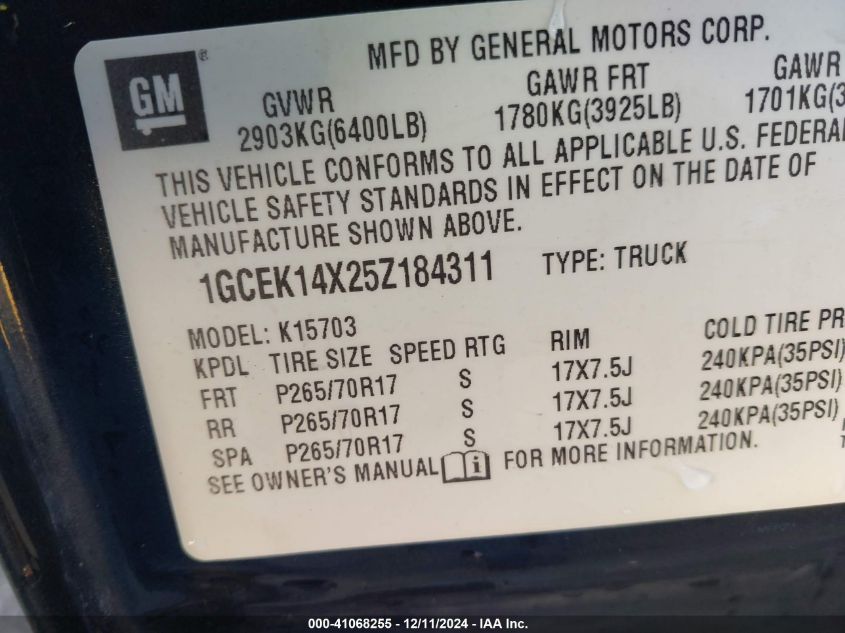 MFD BY GENERAL MOTORS CORP.
GM®
GVWR GAWR FRT GAWR
2903KG(6400LB) 1780KG(3925LB) 1701KG(3
THIS VEHICLE CONFORMS TO ALL APPLICABLE U.S. FEDERAL
VEHICLE SAFETY STANDARDS IN EFFECT ON THE DATE OF
MANUFACTURE SHOWN ABOVE.
1GCEK14X25Z184311 TYPE: TRUCK
MODEL: K15703
KPDL TIRE SIZE SPEED RTG RIM COLD TIRE PR
FRT P265/70R17 S 17X7.5J 240KPA(35PSI)
RR P265/70R17 S 17X7.5J 240KPA(35PSI)
SPA P265/70R17 S 17X7.5J 240KPA(35PSI)
SEE OWNER'S MANUAL i FOR MORE INFORMATION.
000-41068255 - 12/11/2024 - IAA Inc.